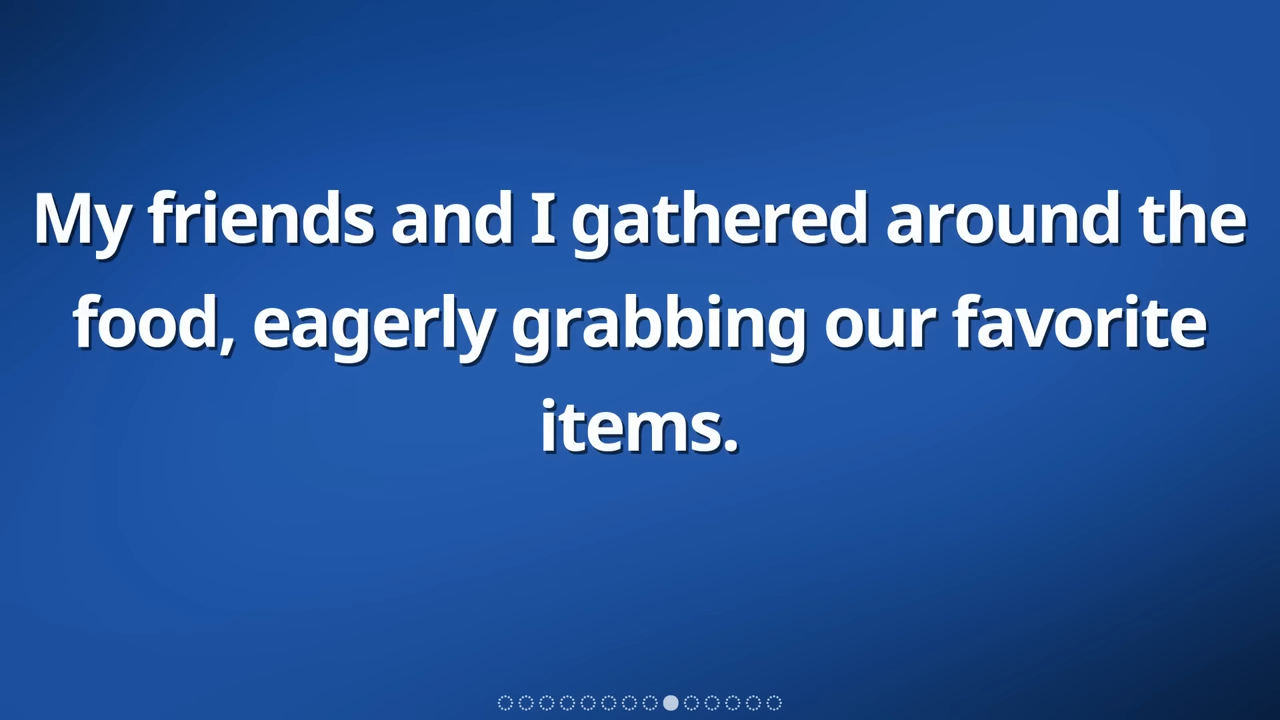 My friends and I gathered around the
food, eagerly grabbing our favorite
items.